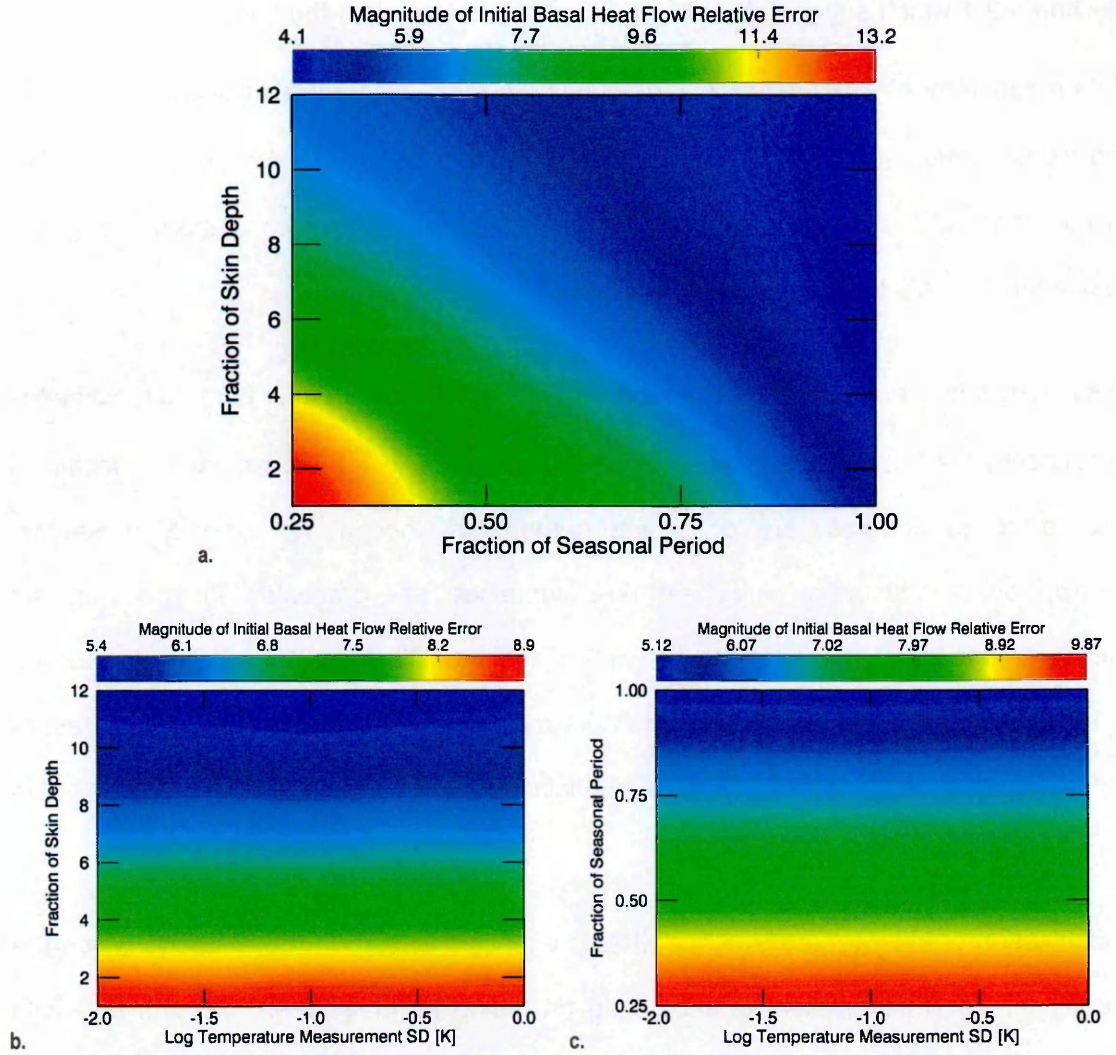 Magnitude of Initial Basal Heat Flow Relative Error
4.1 5.9 7.7 9.6 11.4 13.2
12
10
8
6
4
2
Fraction of Skin Depth
0.25 0.50 0.75 1.00
Fraction of Seasonal Period
a.
Magnitude of Initial Basal Heat Flow Relative Error
5.4 6.1 6.8 7.5 8.2 8.9
12
10
8
6
4
2
Fraction of Skin Depth
-2.0 -1.5 -1.0 -0.5 0.0
Log Temperature Measurement SD [K]
b.
Magnitude of Initial Basal Heat Flow Relative Error
5.12 6.07 7.02 7.97 8.92 9.87
1.00
0.75
0.50
0.25
Fraction of Seasonal Period
-2.0 -1.5 -1.0 -0.5 0.0
Log Temperature Measurement SD [K]
c.